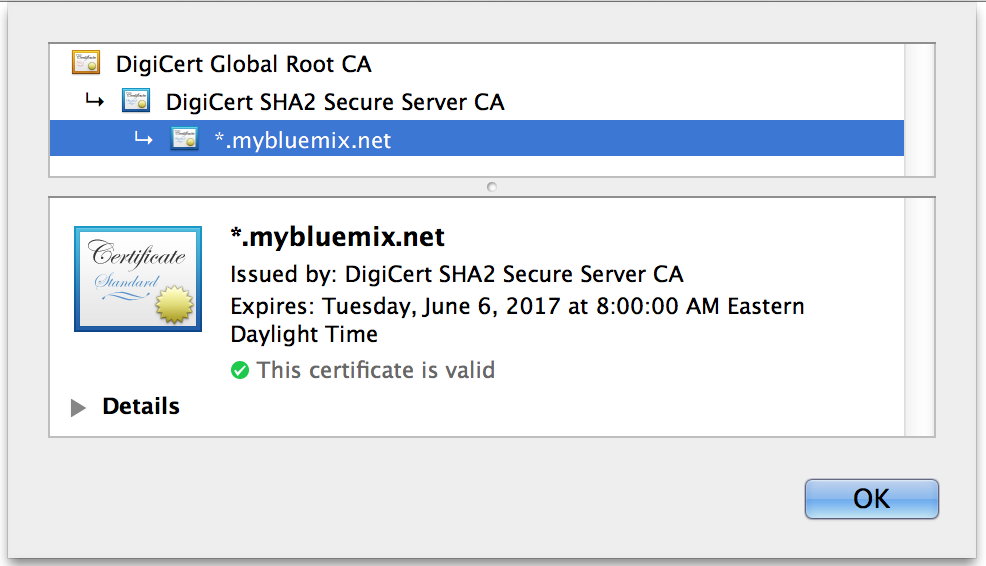 DigiCert Global Root CA
DigiCert SHA2 Secure Server CA
*.mybluemix.net
*.mybluemix.net
Certificate
Standard
Issued by: DigiCert SHA2 Secure Server CA
Expires: Tuesday, June 6, 2017 at 8:00:00 AM Eastern
Daylight Time
This certificate is valid
Details
OK